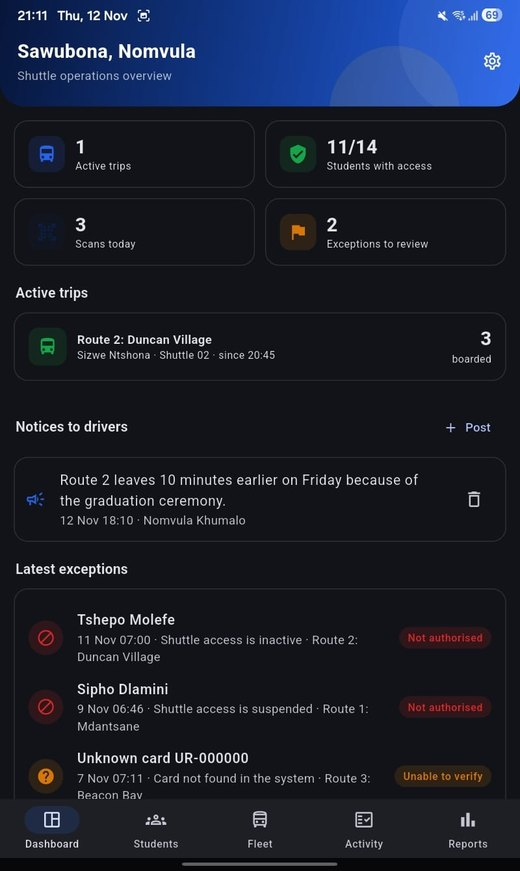 21:11 Thu, 12 Nov
69
Sawubona, Nomvula
Shuttle operations overview
1
Active trips
11/14
Students with access
3
Scans today
2
Exceptions to review
Active trips
Route 2: Duncan Village
Sizwe Ntshona · Shuttle 02 · since 20:45
3
boarded
Notices to drivers
+ Post
Route 2 leaves 10 minutes earlier on Friday because of
the graduation ceremony.
12 Nov 18:10 · Nomvula Khumalo
Latest exceptions
Tshepo Molefe
11 Nov 07:00 · Shuttle access is inactive · Route 2:
Duncan Village
Not authorised
Sipho Dlamini
9 Nov 06:46 · Shuttle access is suspended · Route 1:
Mdantsane
Not authorised
Unknown card UR-000000
7 Nov 07:11 · Card not found in the system · Route 3:
Beacon Bay
Unable to verify
Dashboard
Students
Fleet
Activity
Reports